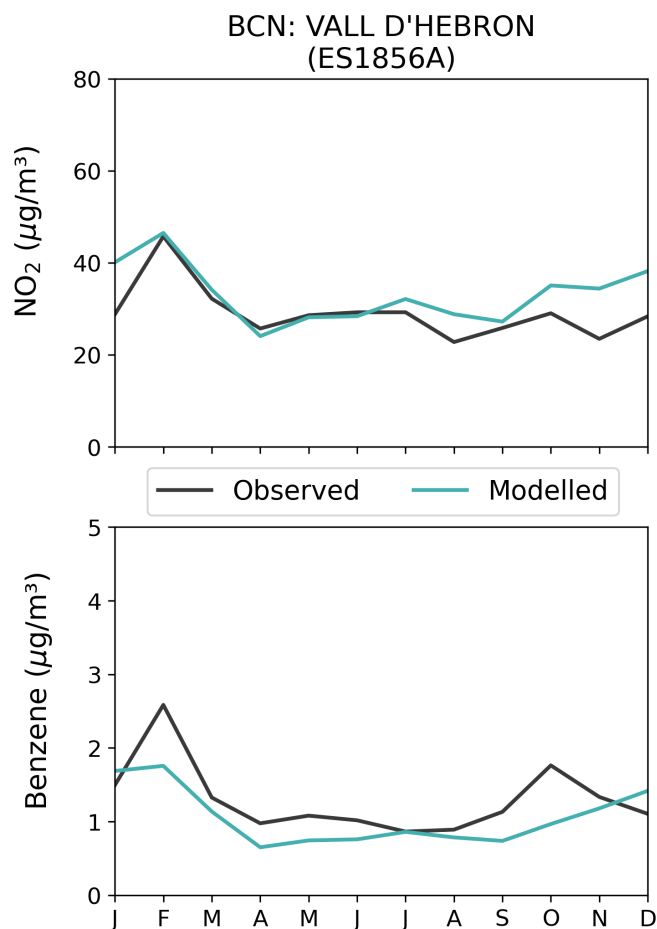 BCN: VALL D'HEBRON
(ES1856A)
NO₂ (μg/m³)
80
60
40
20
0
Observed Modelled
Benzene (μg/m³)
5
4
3
2
1
0
J F M A M J J A S O N D